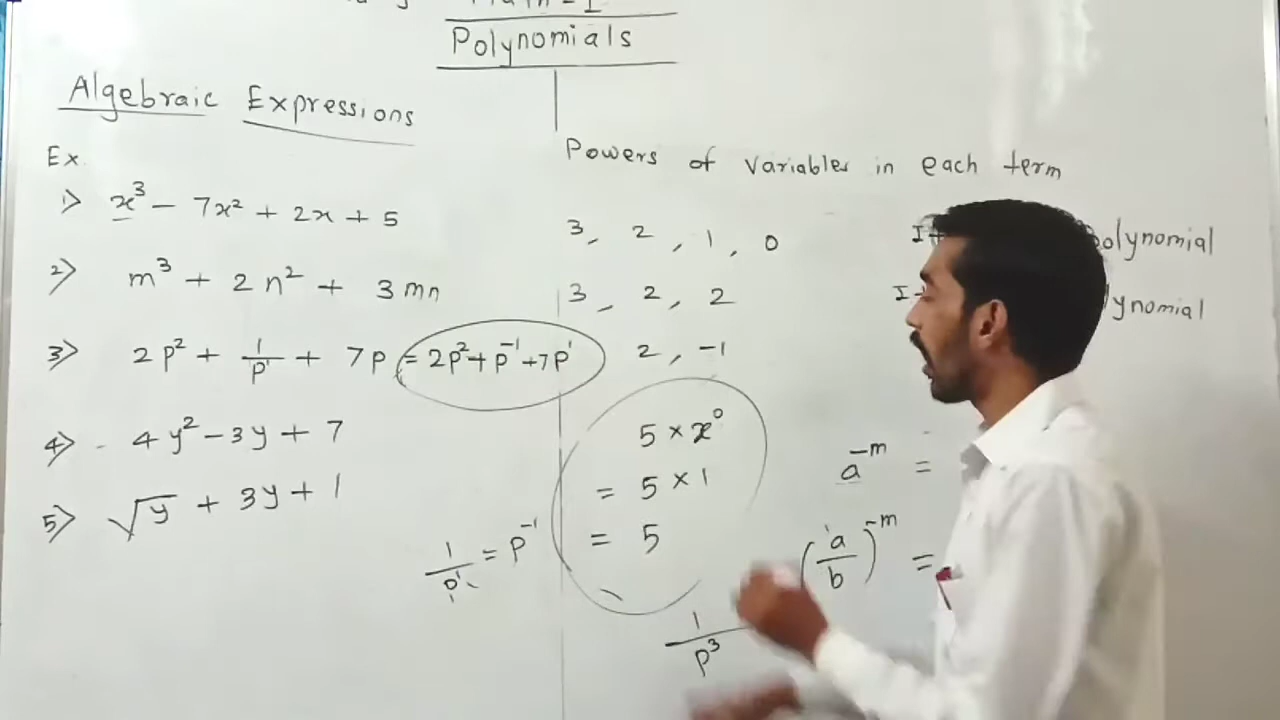 Polynomials
Algebraic Expressions
Ex.
Powers of variables in each term
1> x³ - 7x² + 2x + 5
3, 2, 1, 0
Polynomial
2> m³ + 2n² + 3mn
3, 2, 2
3> 2p² + 1/p¹ + 7p = 2p² + p⁻¹ + 7p¹
2, -1
4> 4y² - 3y + 7
5 × x⁰
a⁻ᵐ =
5> √y + 3y + 1
= 5 × 1
1/p¹ = p⁻¹
= 5
(a/b)⁻ᵐ =
1/p³